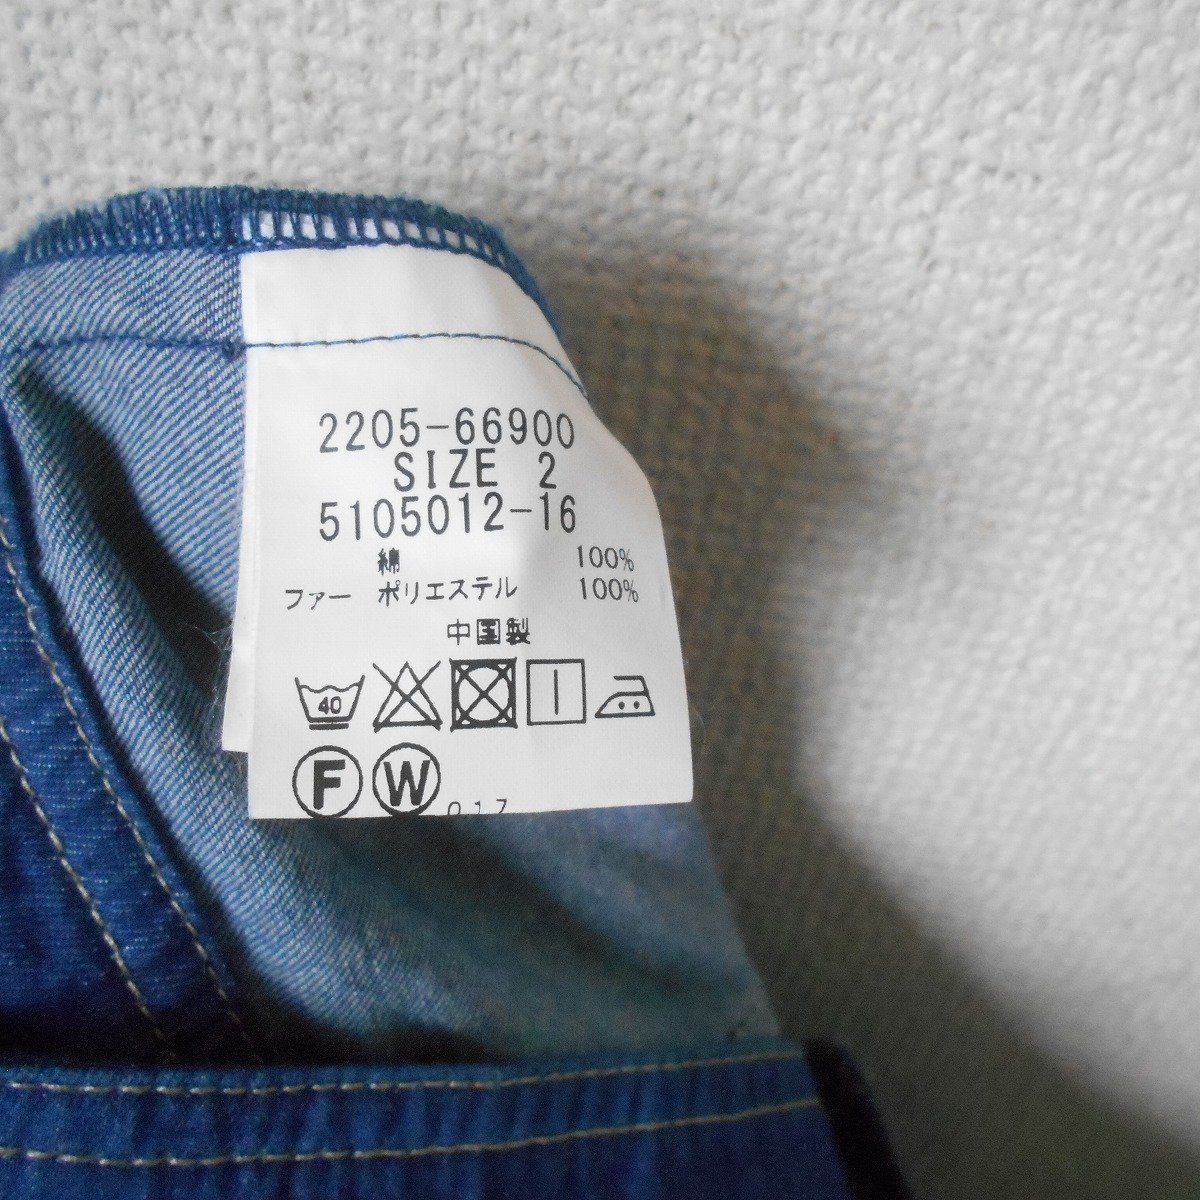 2205-66900
SIZE 2
5105012-16
綿 100%
ファー ポリエステル 100%
中国製
40
F W